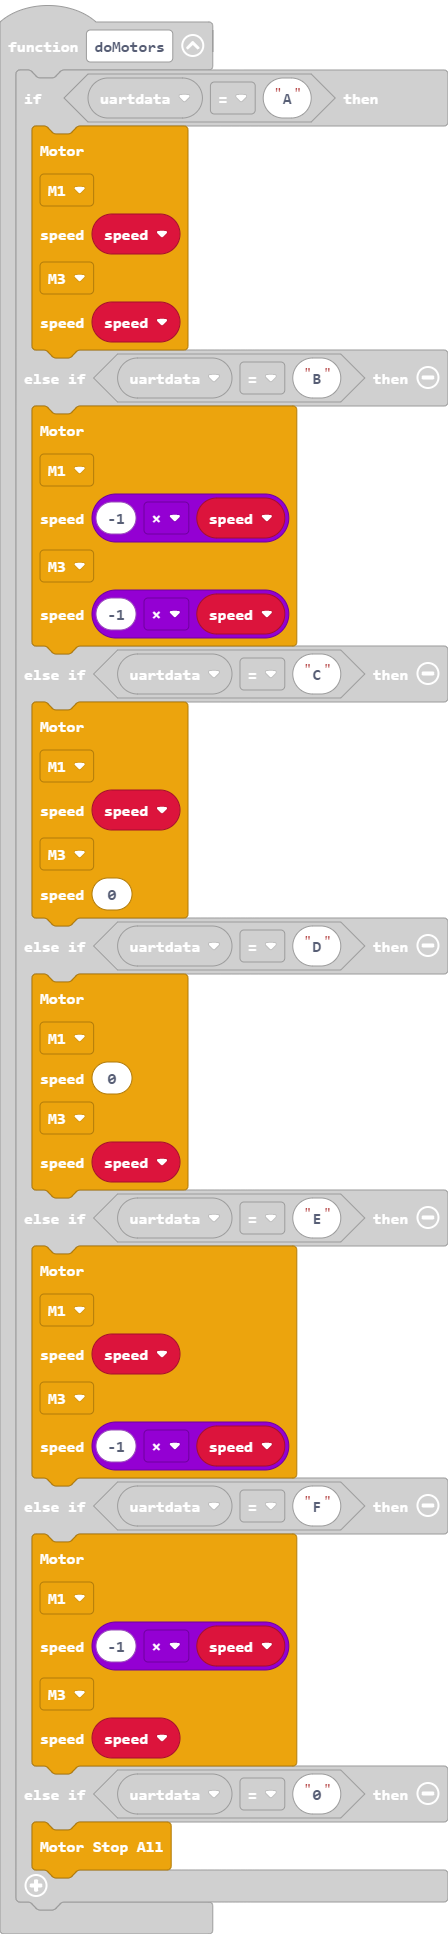 function doMotors
if uartdata = "A" then
Motor
M1
speed speed
M3
speed speed
else if uartdata = "B" then
Motor
M1
speed -1 × speed
M3
speed -1 × speed
else if uartdata = "C" then
Motor
M1
speed speed
M3
speed 0
else if uartdata = "D" then
Motor
M1
speed 0
M3
speed speed
else if uartdata = "E" then
Motor
M1
speed speed
M3
speed -1 × speed
else if uartdata = "F" then
Motor
M1
speed -1 × speed
M3
speed speed
else if uartdata = "0" then
Motor Stop All